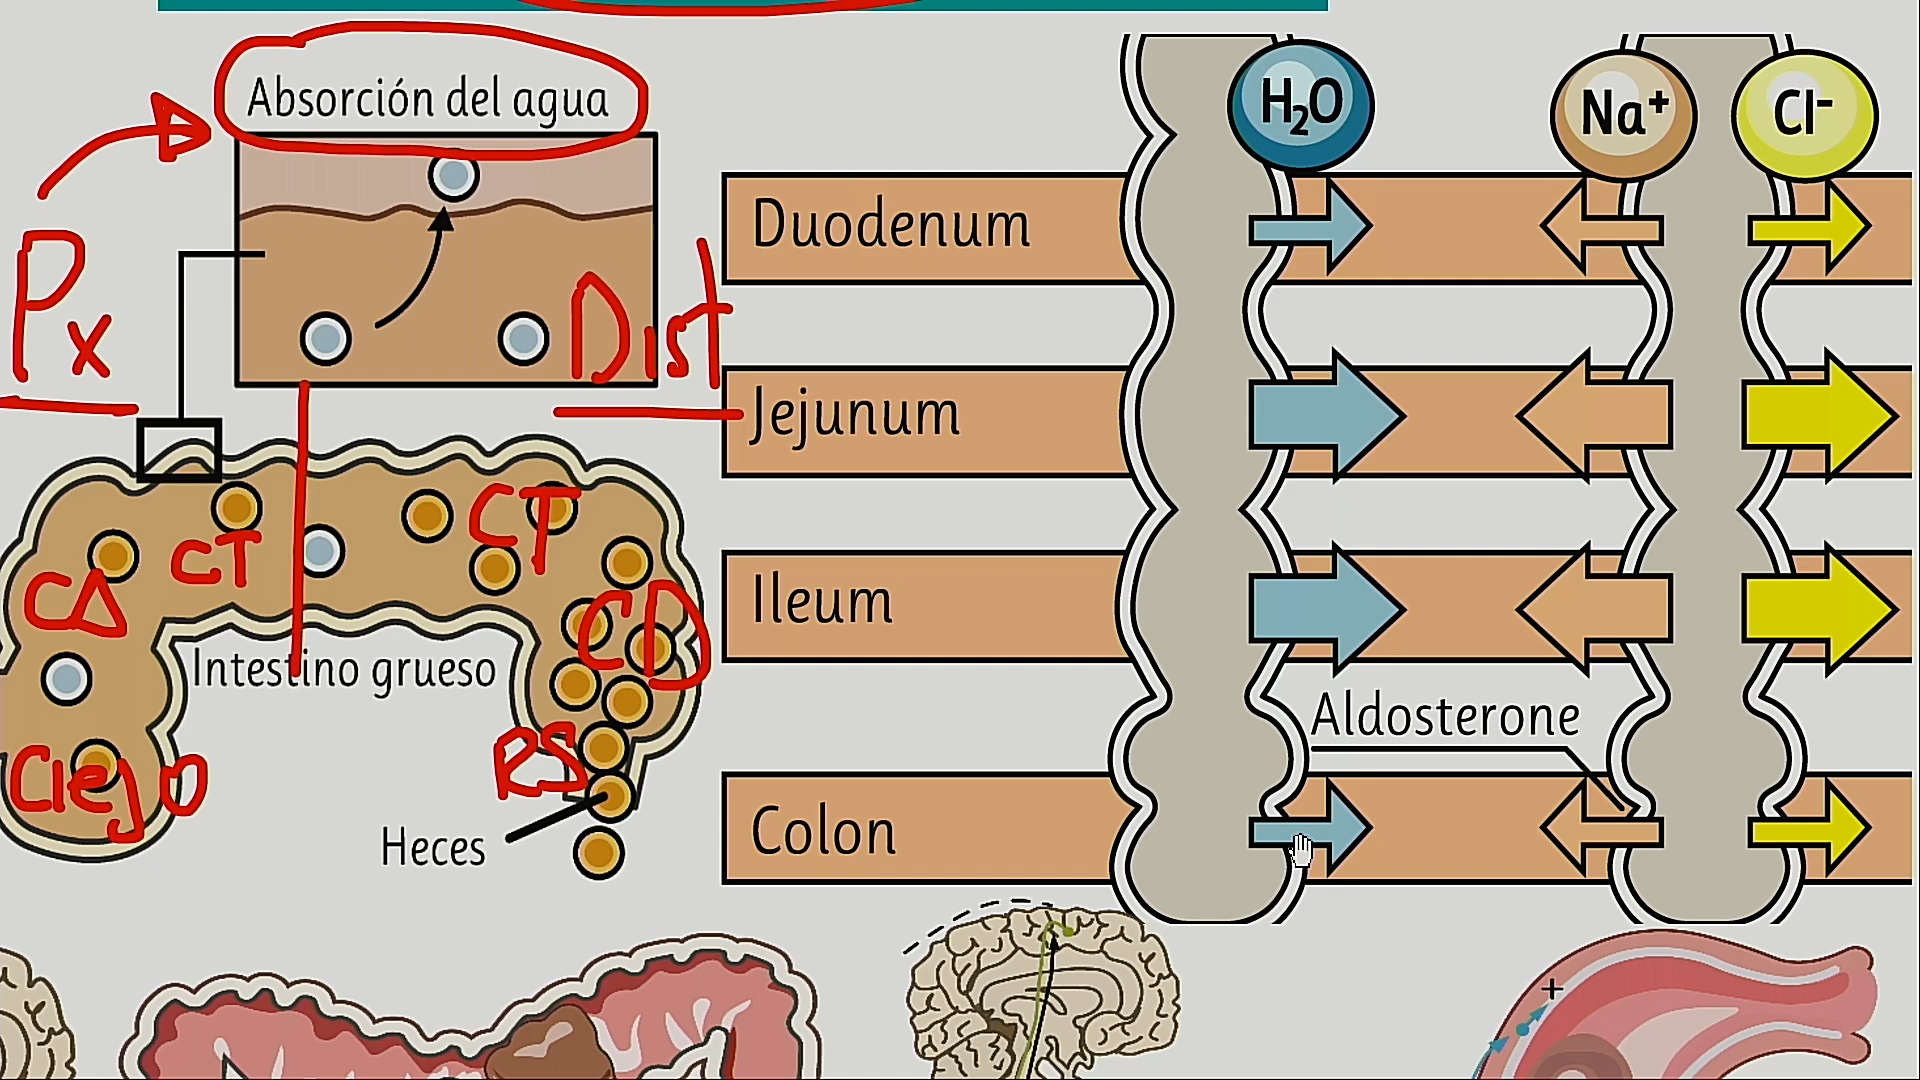 Absorción del agua
H₂O
Na⁺
Cl⁻
Px
Dist
Duodenum
Jejunum
CT
CT
CA
CD
Ileum
Intestino grueso
Aldosterone
RS
Ciego
Colon
Heces
+